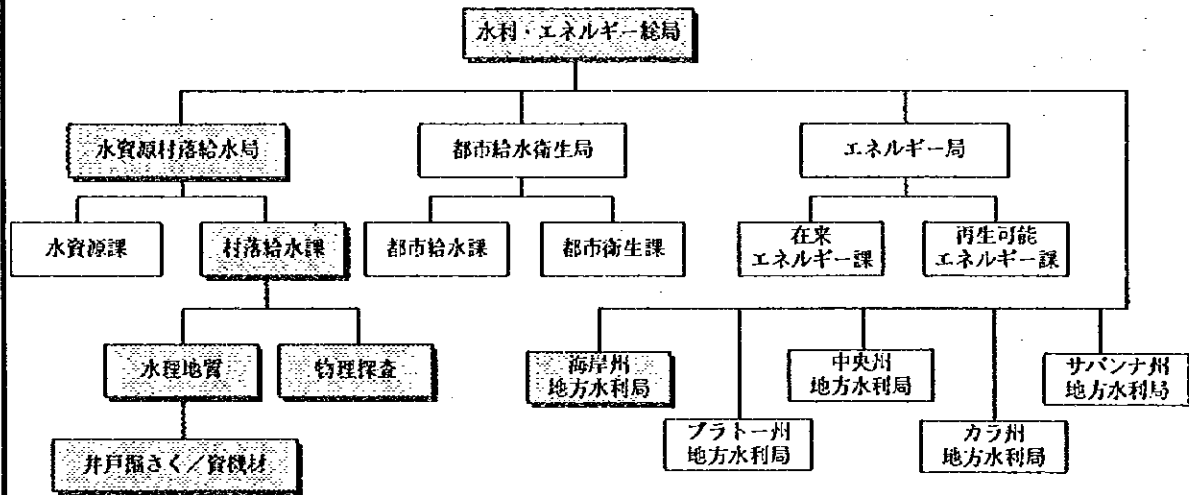 水利・エネルギー総局
水資源村落給水局
都市給水衛生局
エネルギー局
水資源課
村落給水課
都市給水課
都市衛生課
在来
エネルギー課
再生可能
エネルギー課
水理地質
物理探査
海岸州
地方水利局
中央州
地方水利局
サバンナ州
地方水利局
プラトー州
地方水利局
カラ州
地方水利局
井戸掘さく／資機材